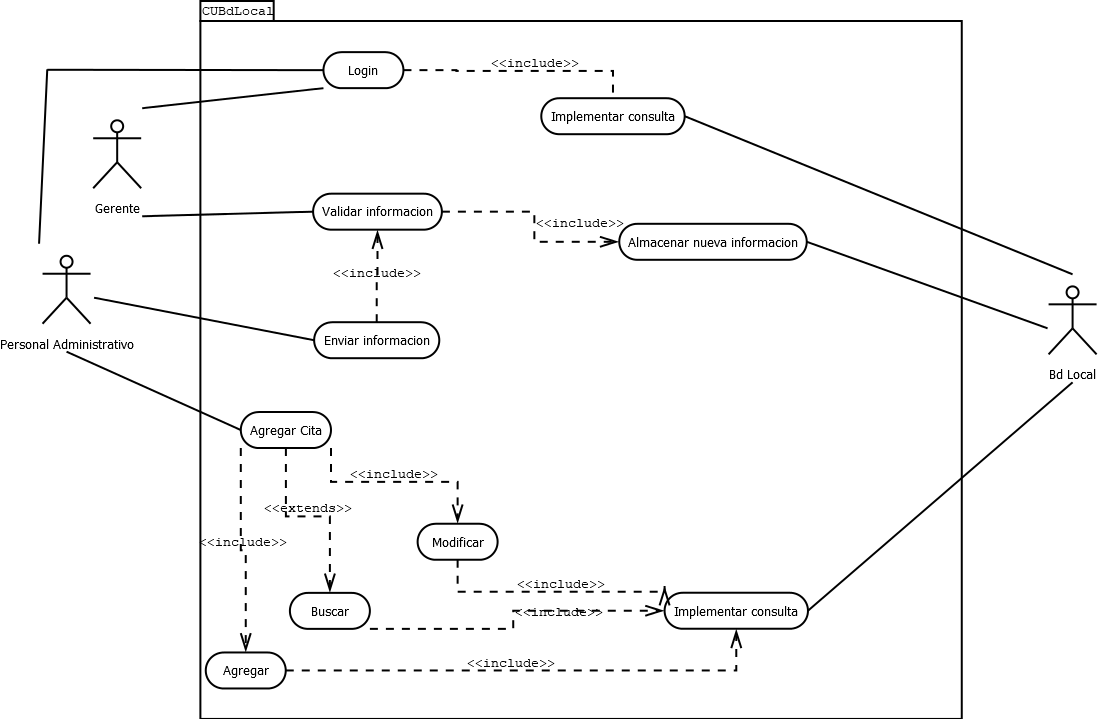 CUBdLocal
Login
<<include>>
Implementar consulta
Gerente
Validar informacion
<<include>>
Almacenar nueva informacion
<<include>>
Enviar informacion
Personal Administrativo
Bd Local
Agregar Cita
<<include>>
<<extends>>
<<include>>
Modificar
<<include>>
Buscar
<<include>>
Implementar consulta
<<include>>
Agregar